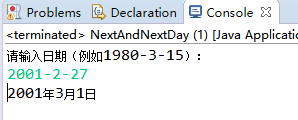 Problems Declaration Console
<terminated> NextAndNextDay (1) [Java Applicatio
请输入日期（例如1980-3-15）：
2001-2-27
2001年3月1日